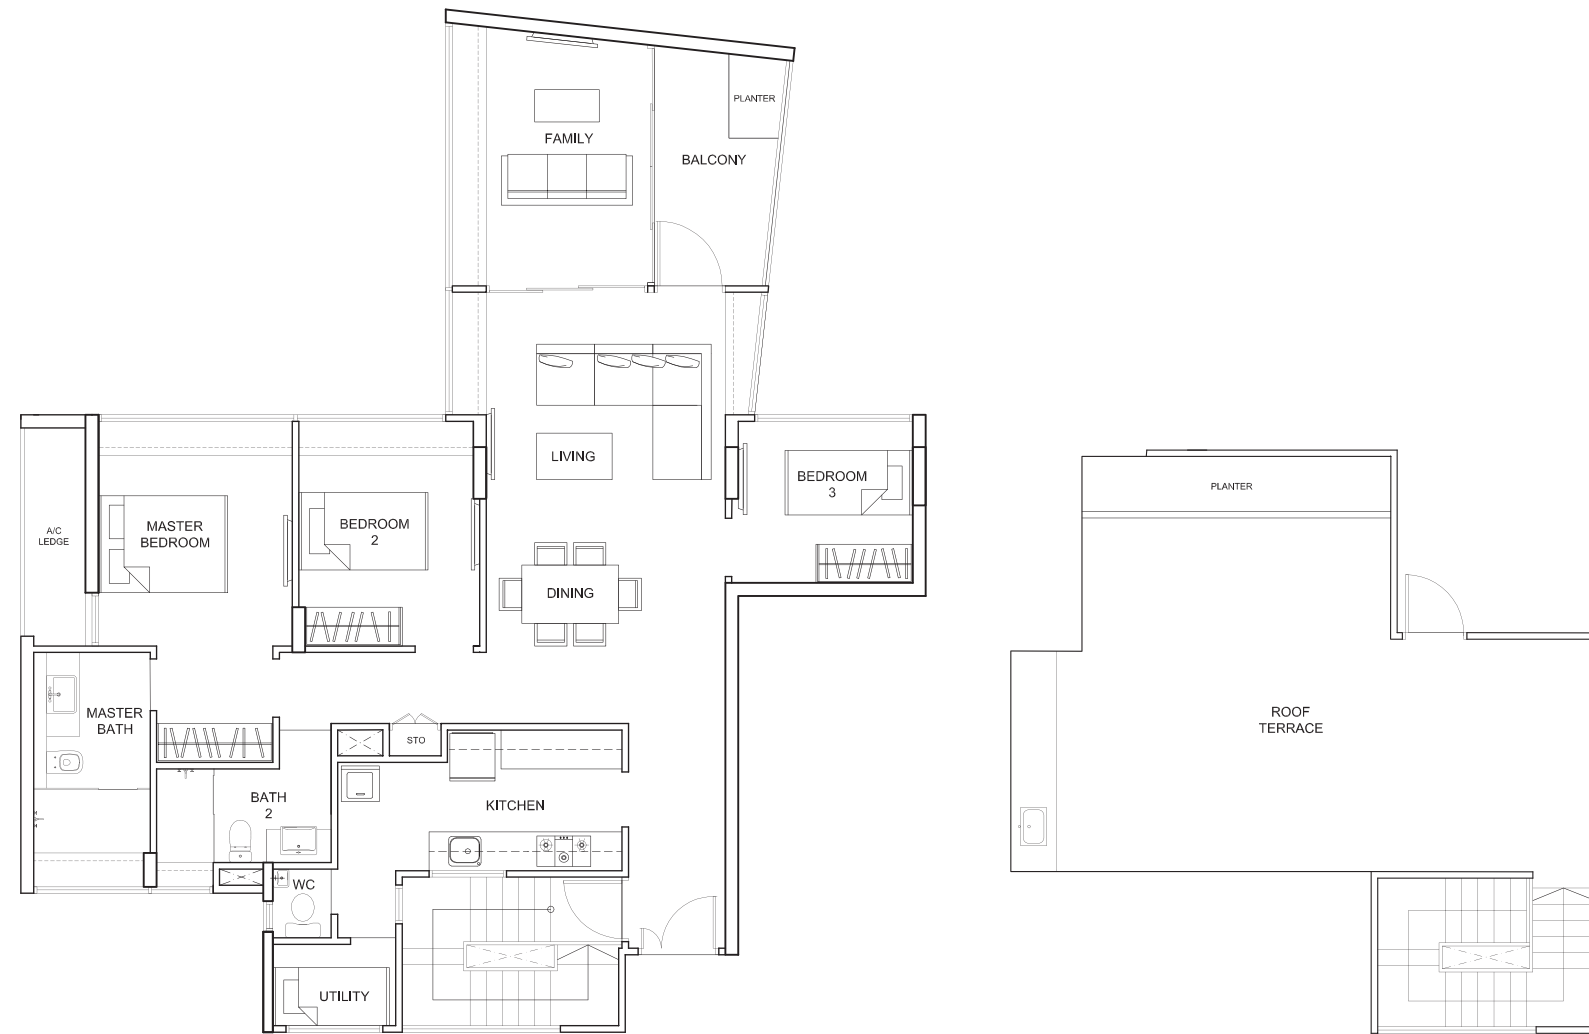 PLANTER
FAMILY
BALCONY
LIVING
BEDROOM
3
MASTER
BEDROOM
BEDROOM
2
A/C
LEDGE
DINING
MASTER
BATH
STO
BATH
2
KITCHEN
WC
UTILITY
PLANTER
ROOF
TERRACE